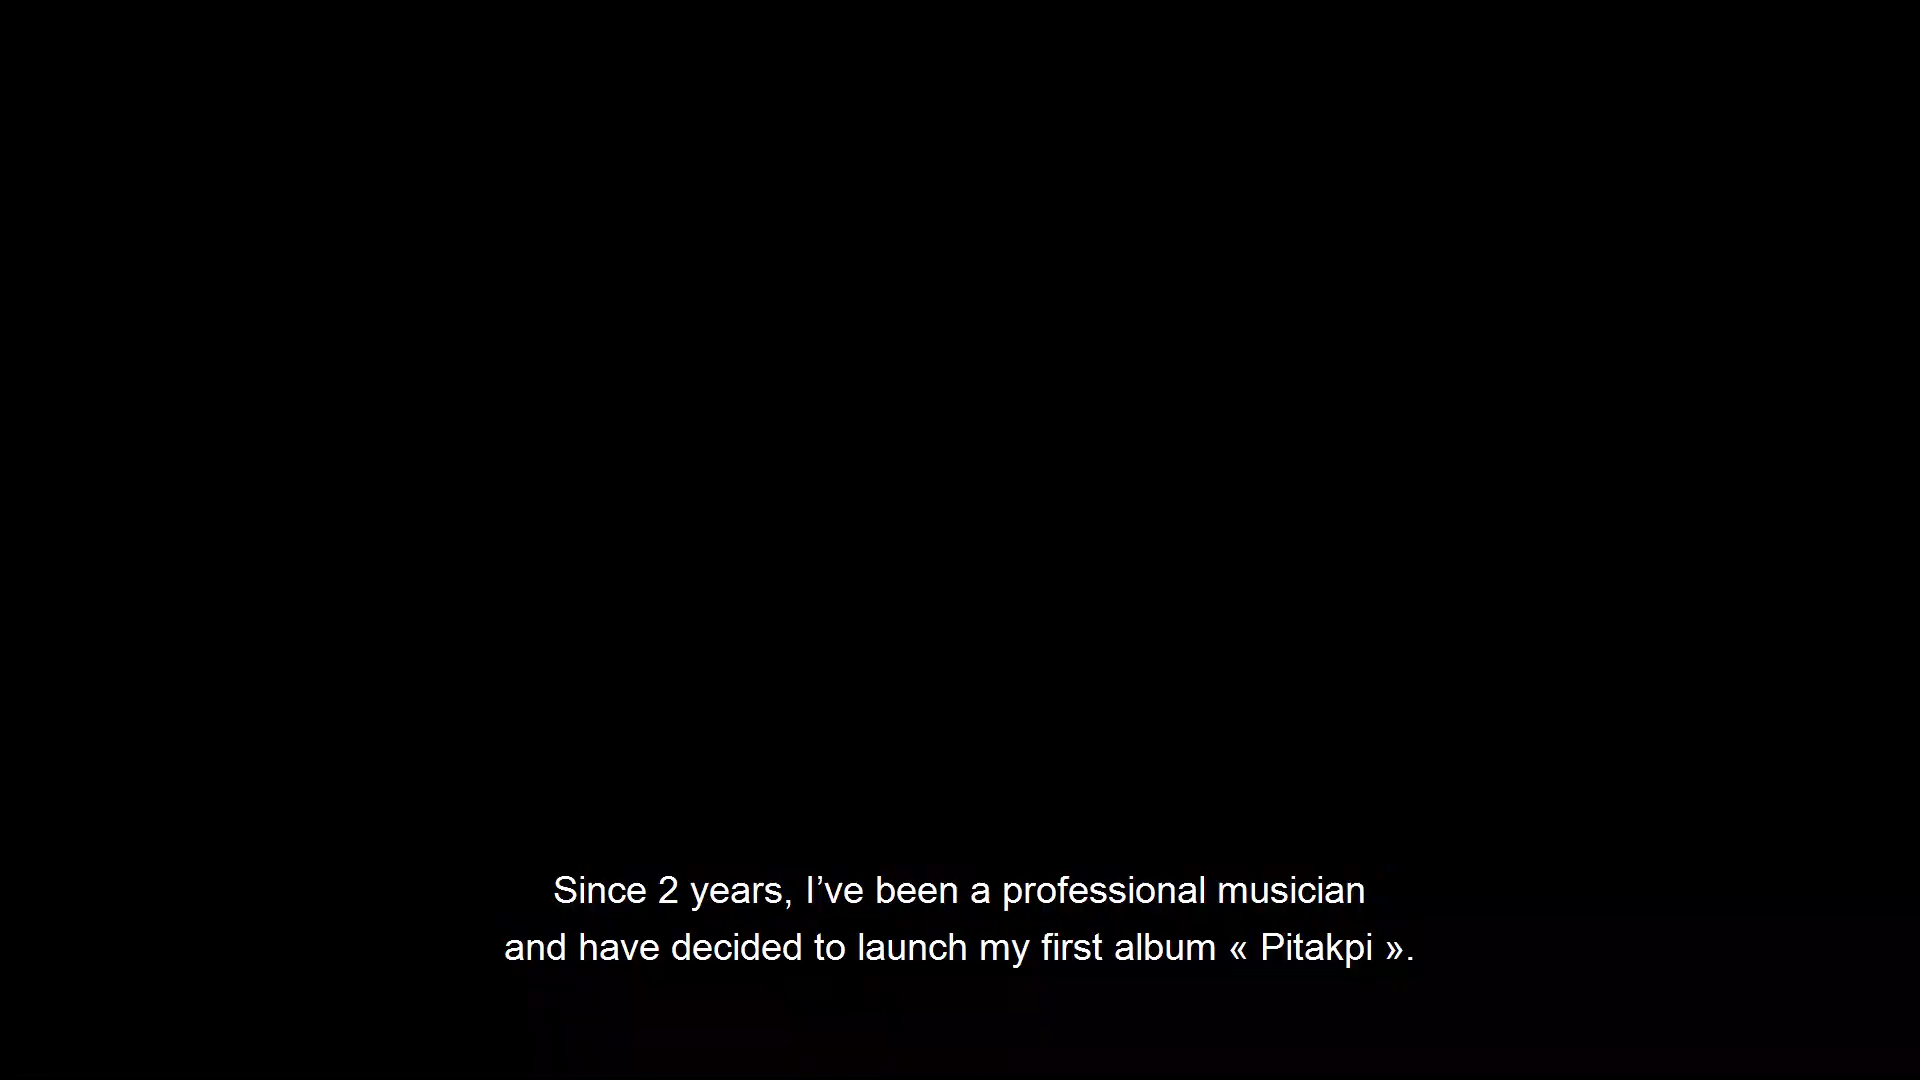 Since 2 years, I’ve been a professional musician
and have decided to launch my first album « Pitakpi ».